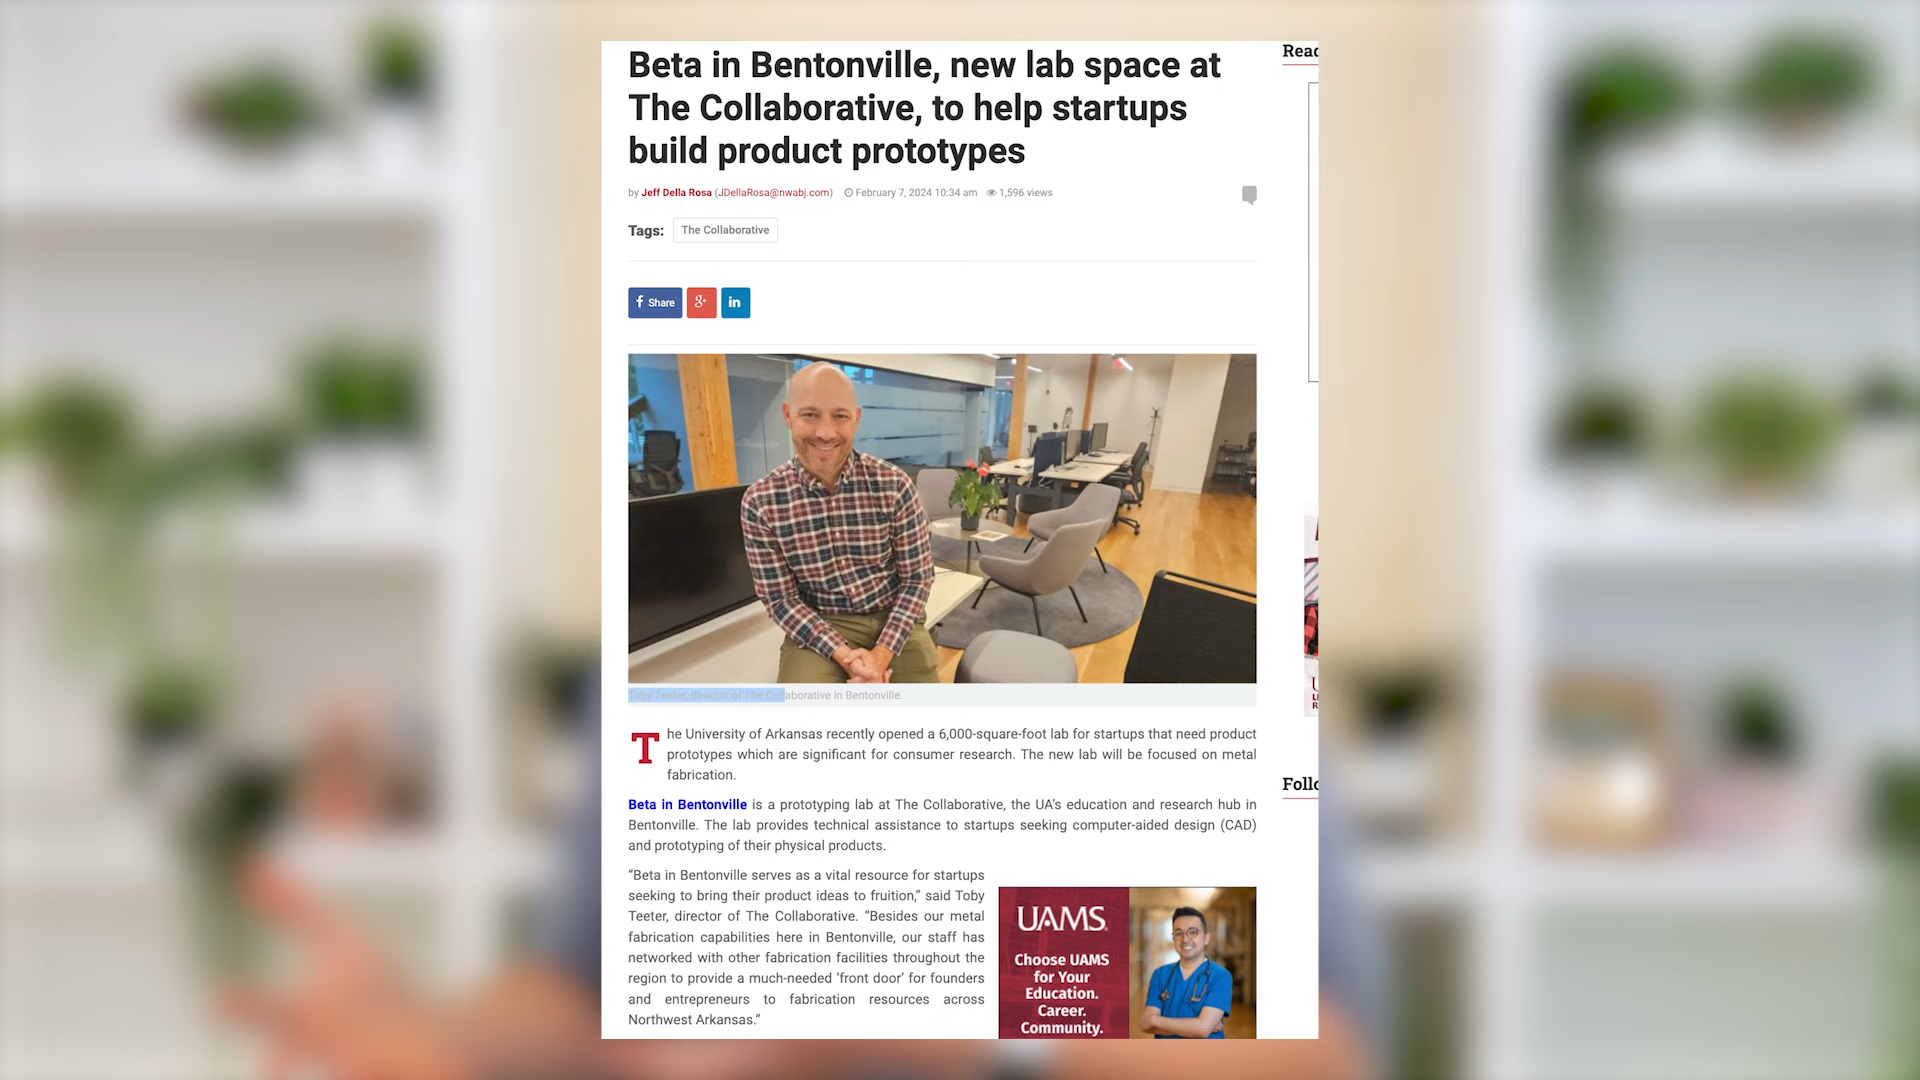 Beta in Bentonville, new lab space at
The Collaborative, to help startups
build product prototypes
by Jeff Della Rosa (JDellaRosa@nwabj.com) February 7, 2024 10:34 am 1,596 views
Tags: The Collaborative
f Share g+ in
Toby Teeter, director of The Collaborative in Bentonville.
The University of Arkansas recently opened a 6,000-square-foot lab for startups that need product
prototypes which are significant for consumer research. The new lab will be focused on metal
fabrication.
Beta in Bentonville is a prototyping lab at The Collaborative, the UA’s education and research hub in
Bentonville. The lab provides technical assistance to startups seeking computer-aided design (CAD)
and prototyping of their physical products.
“Beta in Bentonville serves as a vital resource for startups
seeking to bring their product ideas to fruition,” said Toby
Teeter, director of The Collaborative. “Besides our metal
fabrication capabilities here in Bentonville, our staff has
networked with other fabrication facilities throughout the
region to provide a much-needed ‘front door’ for founders
and entrepreneurs to fabrication resources across
Northwest Arkansas.”
UAMS
Choose UAMS
for Your
Education.
Career.
Community.